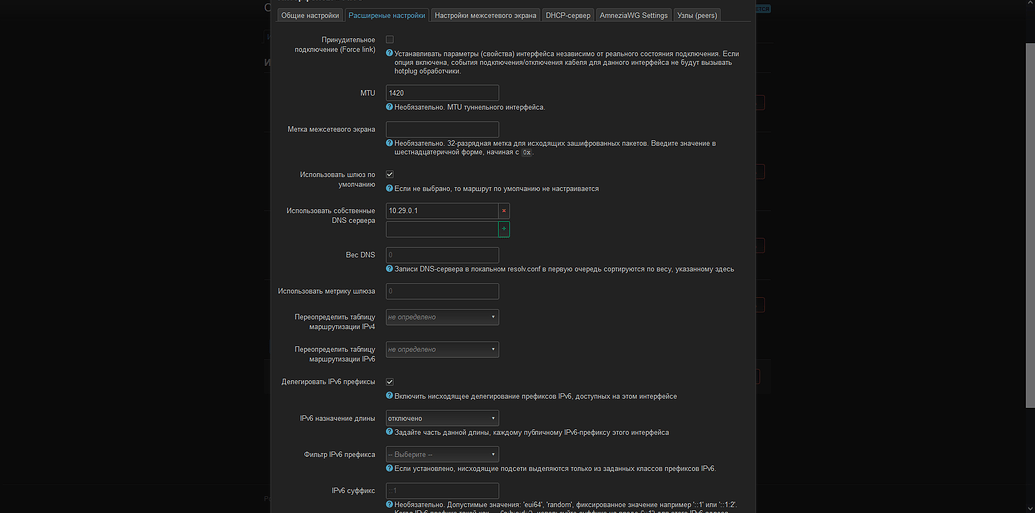 Общие настройки
Расширеные настройки
Настройки межсетевого экрана
DHCP-сервер
AmneziaWG Settings
Узлы (peers)
Принудительное
подключение (Force link)
Устанавливать параметры (свойства) интерфейса независимо от реального состояния подключения. Если
опция включена, события подключения/отключения кабеля для данного интерфейса не будут вызывать
hotplug обработчики.
MTU
1420
Необязательно. MTU туннельного интерфейса.
Метка межсетевого экрана
Необязательно. 32-разрядная метка для исходящих зашифрованных пакетов. Введите значение в
шестнадцатеричной форме, начиная с 0x.
Использовать шлюз по
умолчанию
Если не выбрано, то маршрут по умолчанию не настраивается
Использовать собственные
DNS сервера
10.29.0.1
×
+
Вес DNS
0
Записи DNS-сервера в локальном resolv.conf в первую очередь сортируются по весу, указанному здесь
Использовать метрику шлюза
0
Переопределить таблицу
маршрутизации IPv4
не определено
Переопределить таблицу
маршрутизации IPv6
не определено
Делегировать IPv6 префиксы
Включить нисходящее делегирование префиксов IPv6, доступных на этом интерфейсе
IPv6 назначение длины
отключено
Задайте часть данной длины, каждому публичному IPv6-префиксу этого интерфейса
Фильтр IPv6 префикса
-- Выберите --
Если установлено, нисходящие подсети выделяются только из заданных классов префиксов IPv6.
IPv6 суффикс
Необязательно. Допустимые значения: 'eui64', 'random', фиксированное значение например '::1' или '::1:2'.